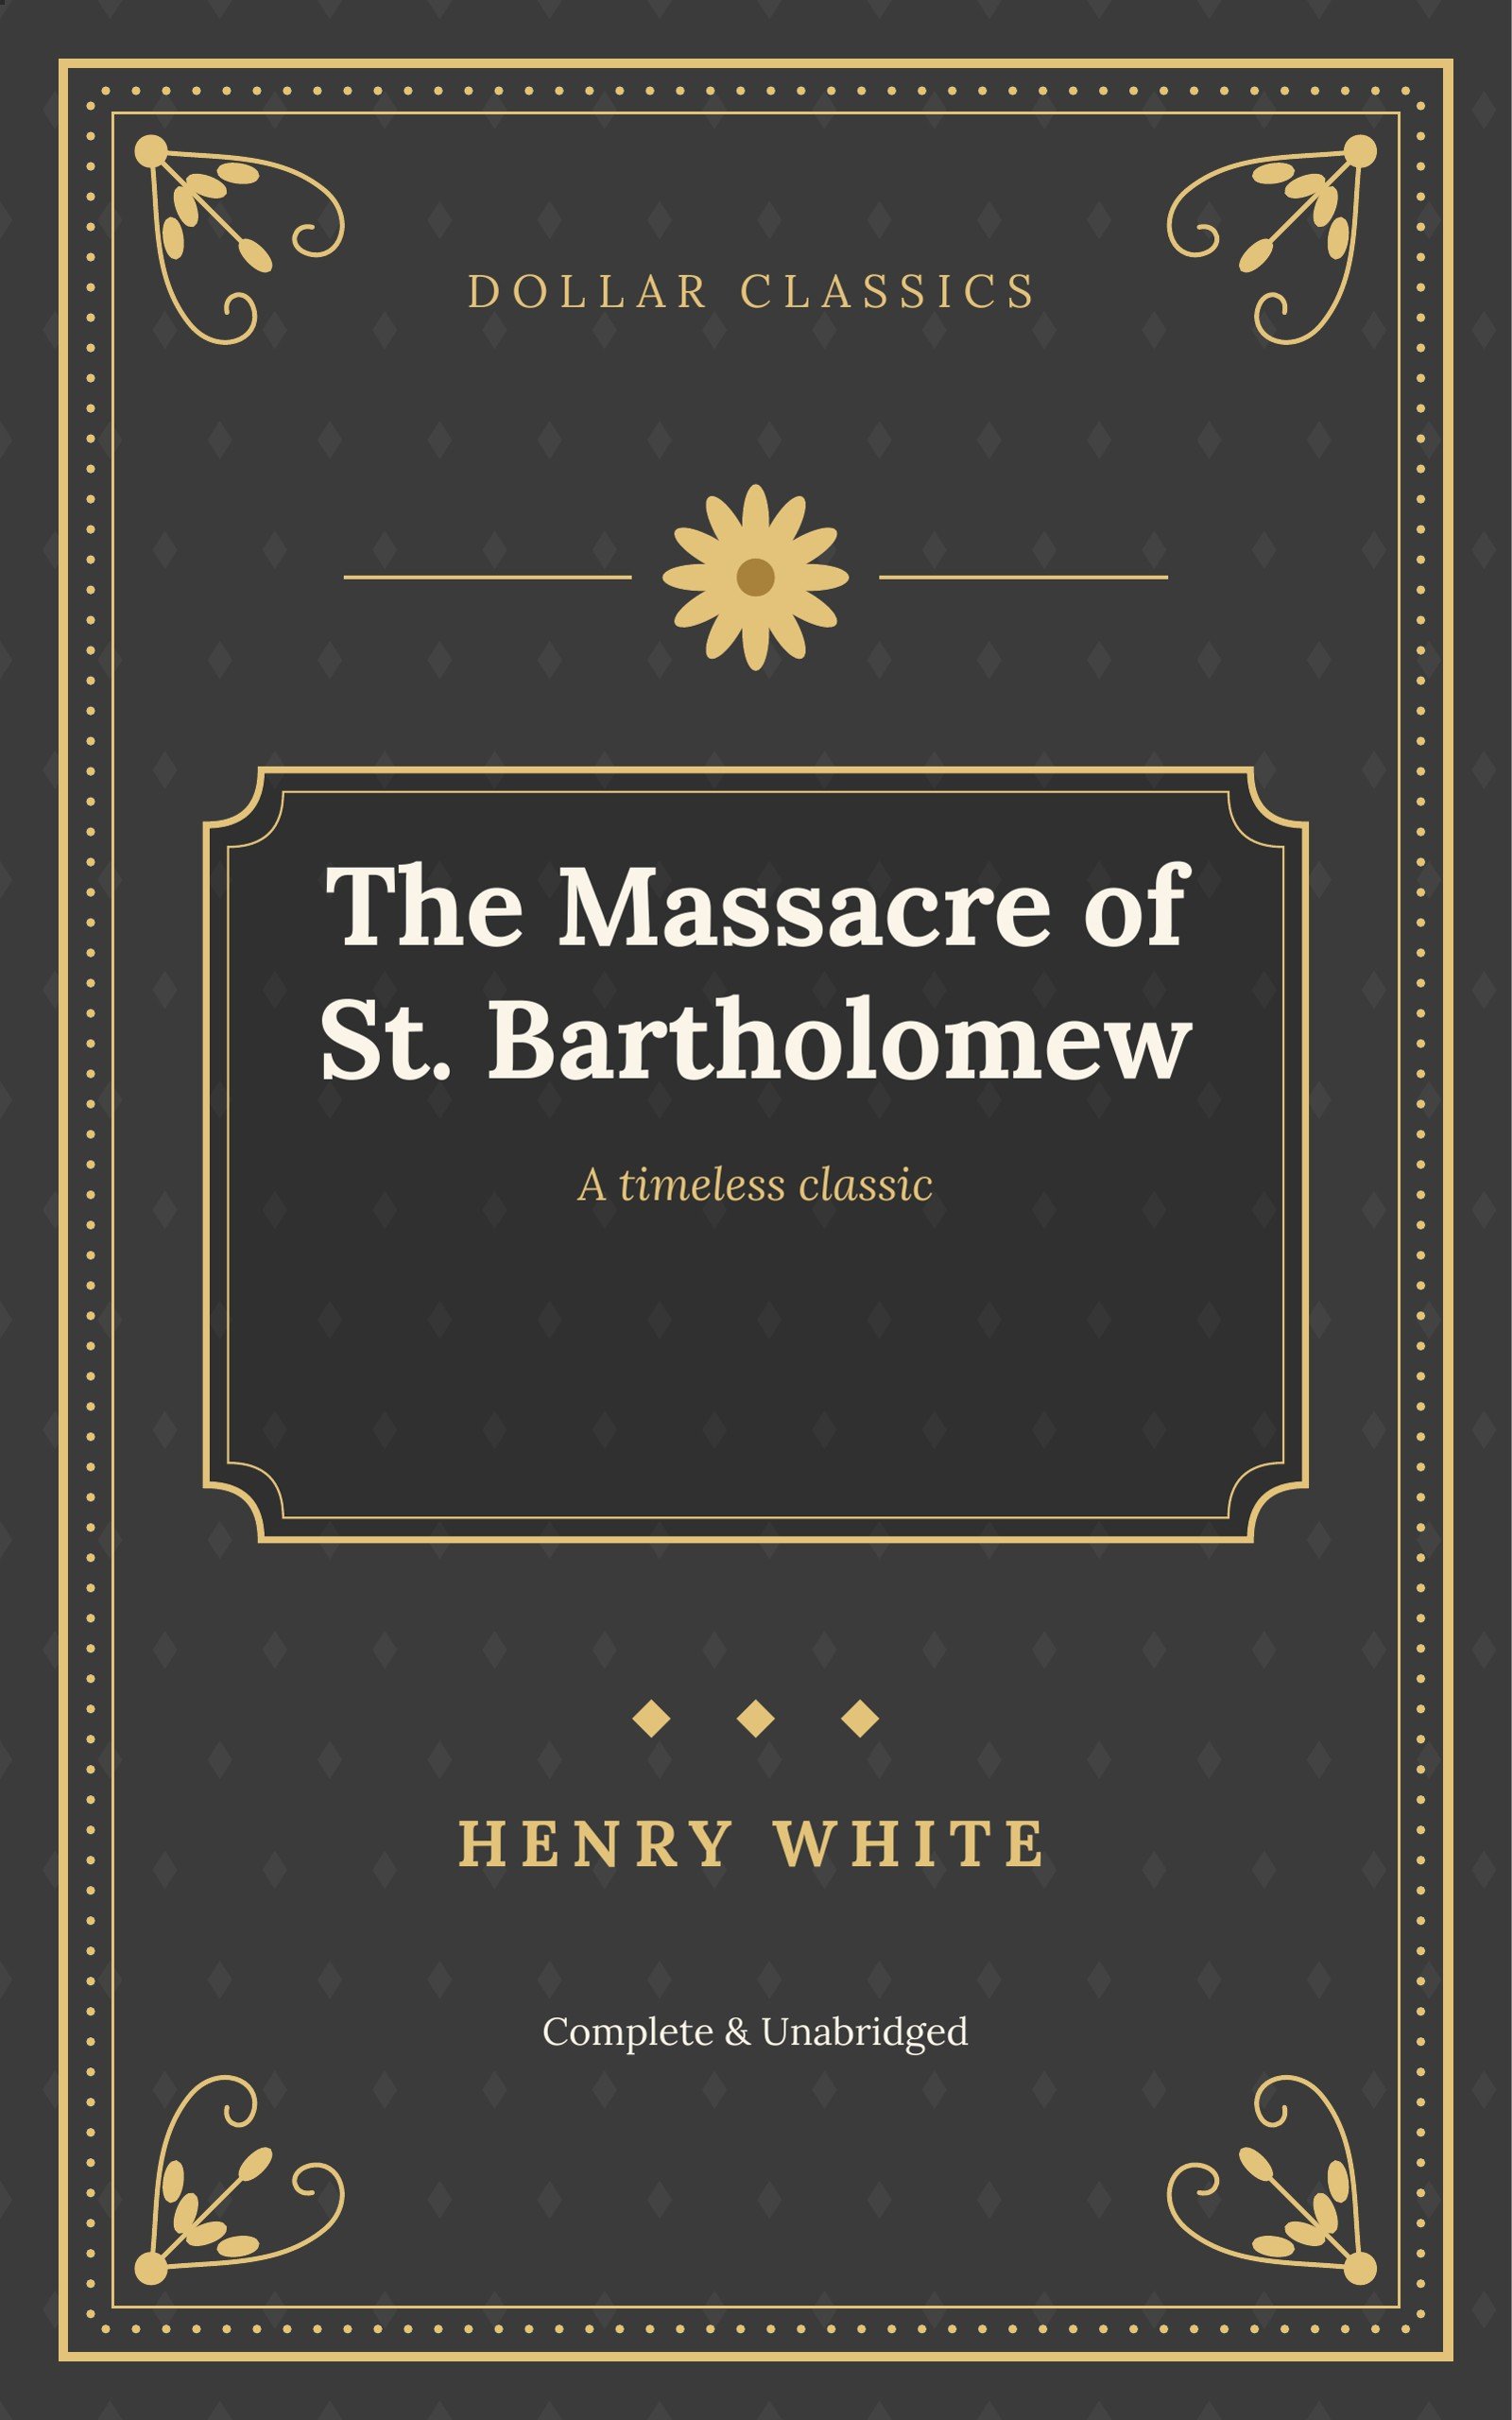 DOLLAR CLASSICS
The Massacre of
St. Bartholomew
A timeless classic
HENRY WHITE
Complete & Unabridged